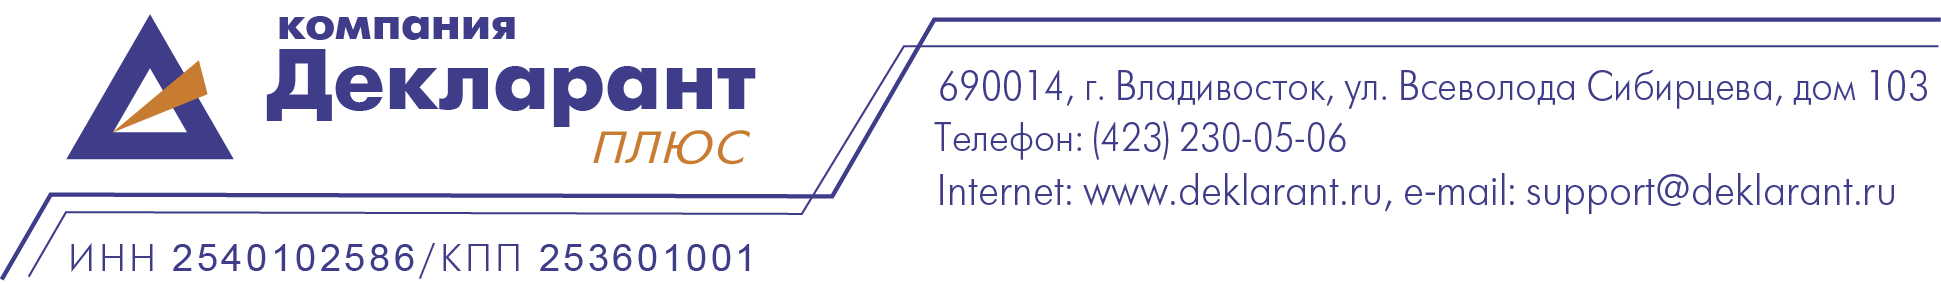 компания
Декларант
ПЛЮС
690014, г. Владивосток, ул. Всеволода Сибирцева, дом 103
Телефон: (423) 230-05-06
Internet: www.deklarant.ru, e-mail: support@deklarant.ru
ИНН 2540102586/КПП 253601001